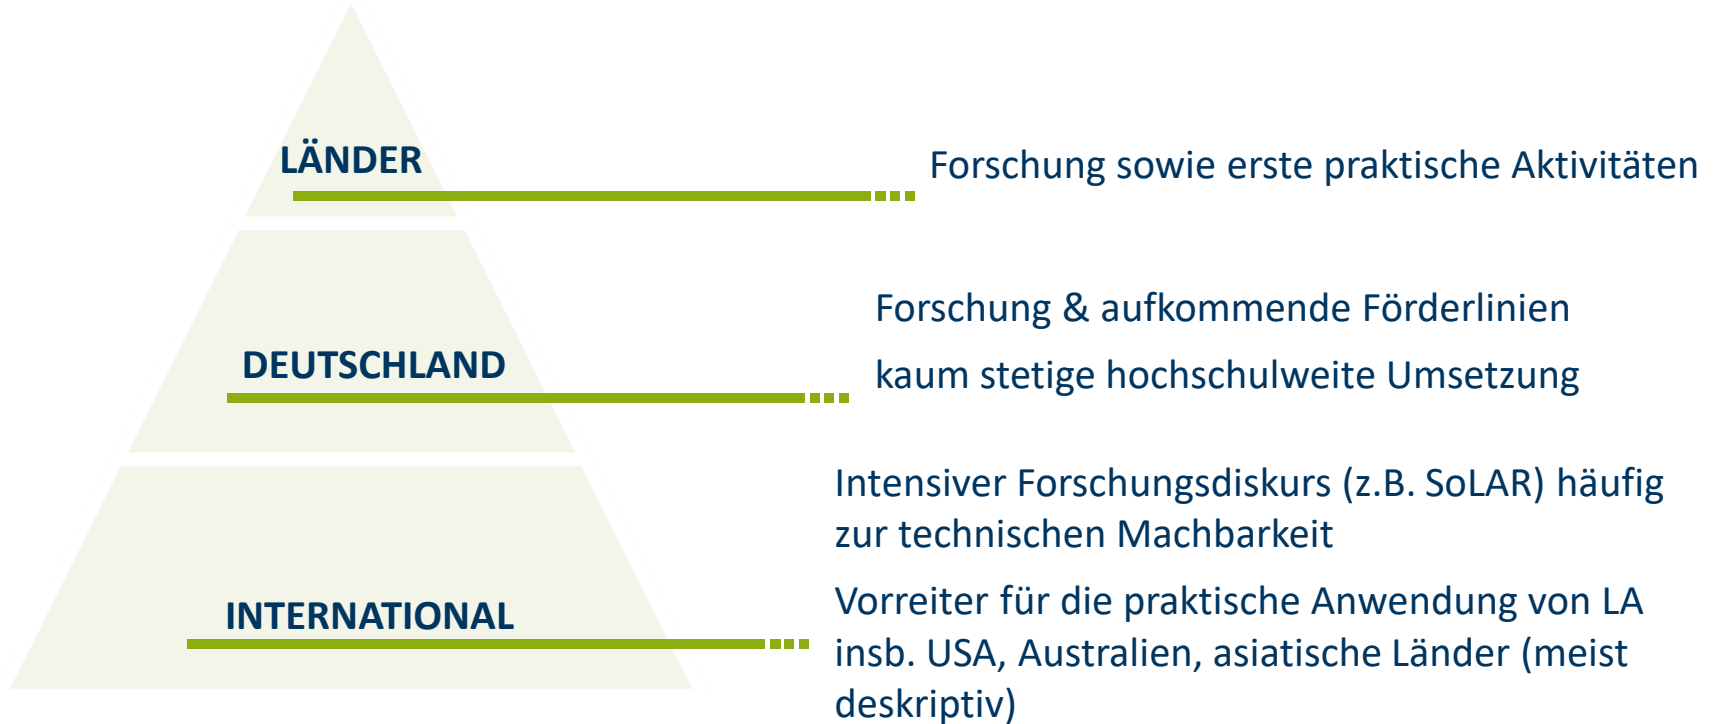 LÄNDER
Forschung sowie erste praktische Aktivitäten
DEUTSCHLAND
Forschung & aufkommende Förderlinien
kaum stetige hochschulweite Umsetzung
INTERNATIONAL
Intensiver Forschungsdiskurs (z.B. SoLAR) häufig
zur technischen Machbarkeit
Vorreiter für die praktische Anwendung von LA
insb. USA, Australien, asiatische Länder (meist
deskriptiv)